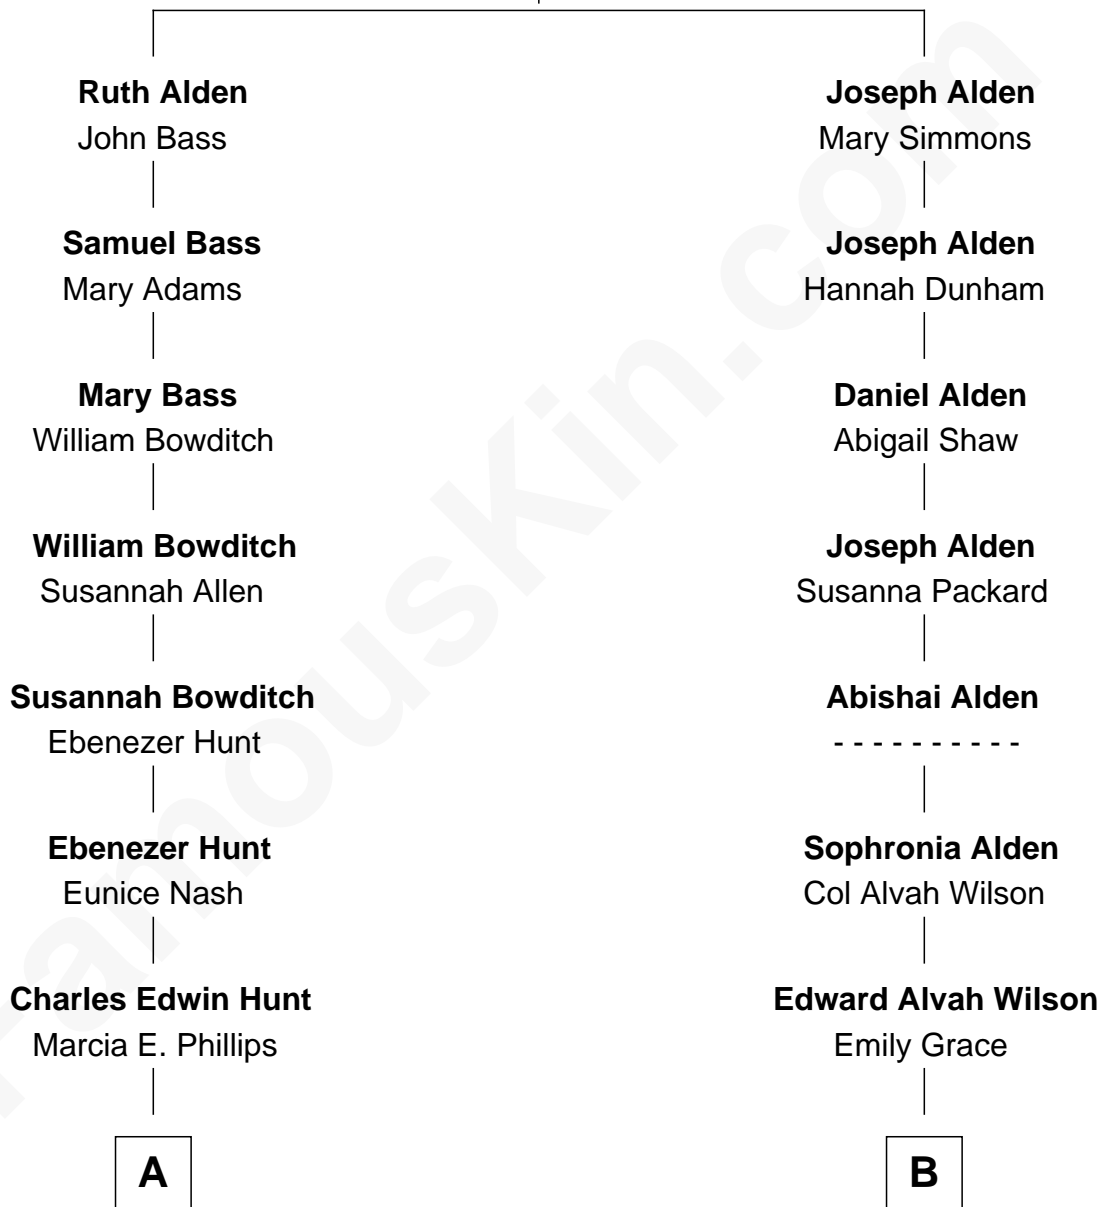 Ruth Alden
John Bass
Samuel Bass
Mary Adams
Mary Bass
William Bowditch
William Bowditch
Susannah Allen
Susannah Bowditch
Ebenezer Hunt
Ebenezer Hunt
Eunice Nash
Charles Edwin Hunt
Marcia E. Phillips
A
Joseph Alden
Mary Simmons
Joseph Alden
Hannah Dunham
Daniel Alden
Abigail Shaw
Joseph Alden
Susanna Packard
Abishai Alden
- - - - - - - - - -
Sophronia Alden
Col Alvah Wilson
Edward Alvah Wilson
Emily Grace
B
FamousKin.com